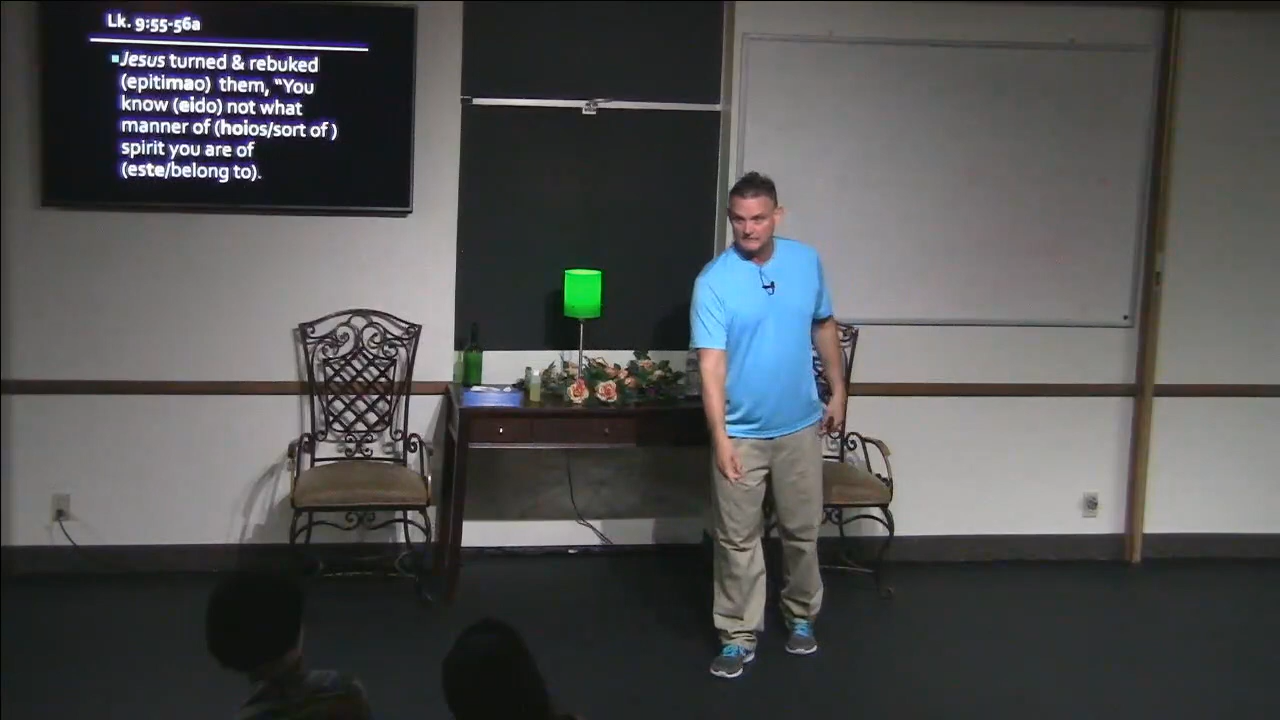 Lk. 9:55-56a
▪Jesus turned & rebuked
(epitimao) them, “You
know (eido) not what
manner of (hoios/sort of )
spirit you are of
(este/belong to).